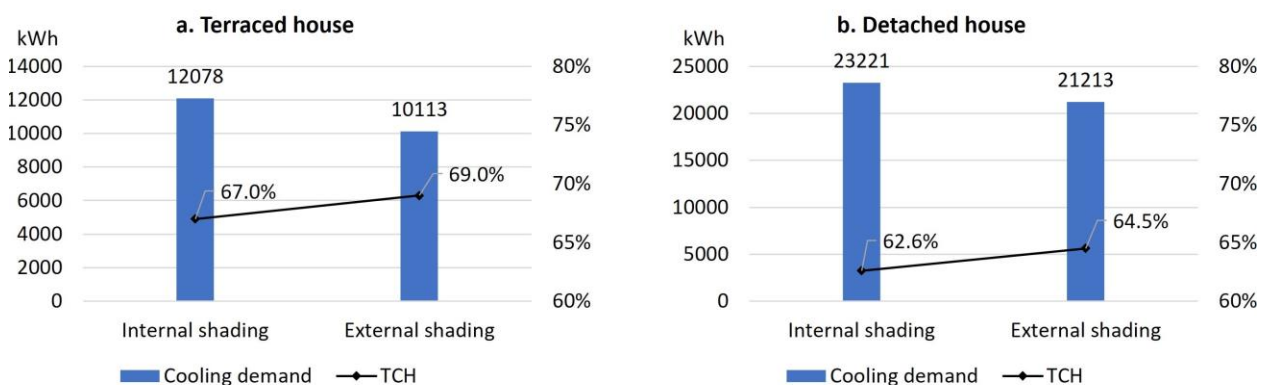 a. Terraced house
kWh
14000
12000
10000
8000
6000
4000
2000
0
80%
75%
70%
65%
60%
12078
10113
67.0%
69.0%
Internal shading
External shading
Cooling demand
TCH
b. Detached house
kWh
25000
20000
15000
10000
5000
0
80%
75%
70%
65%
60%
23221
21213
62.6%
64.5%
Internal shading
External shading
Cooling demand
TCH